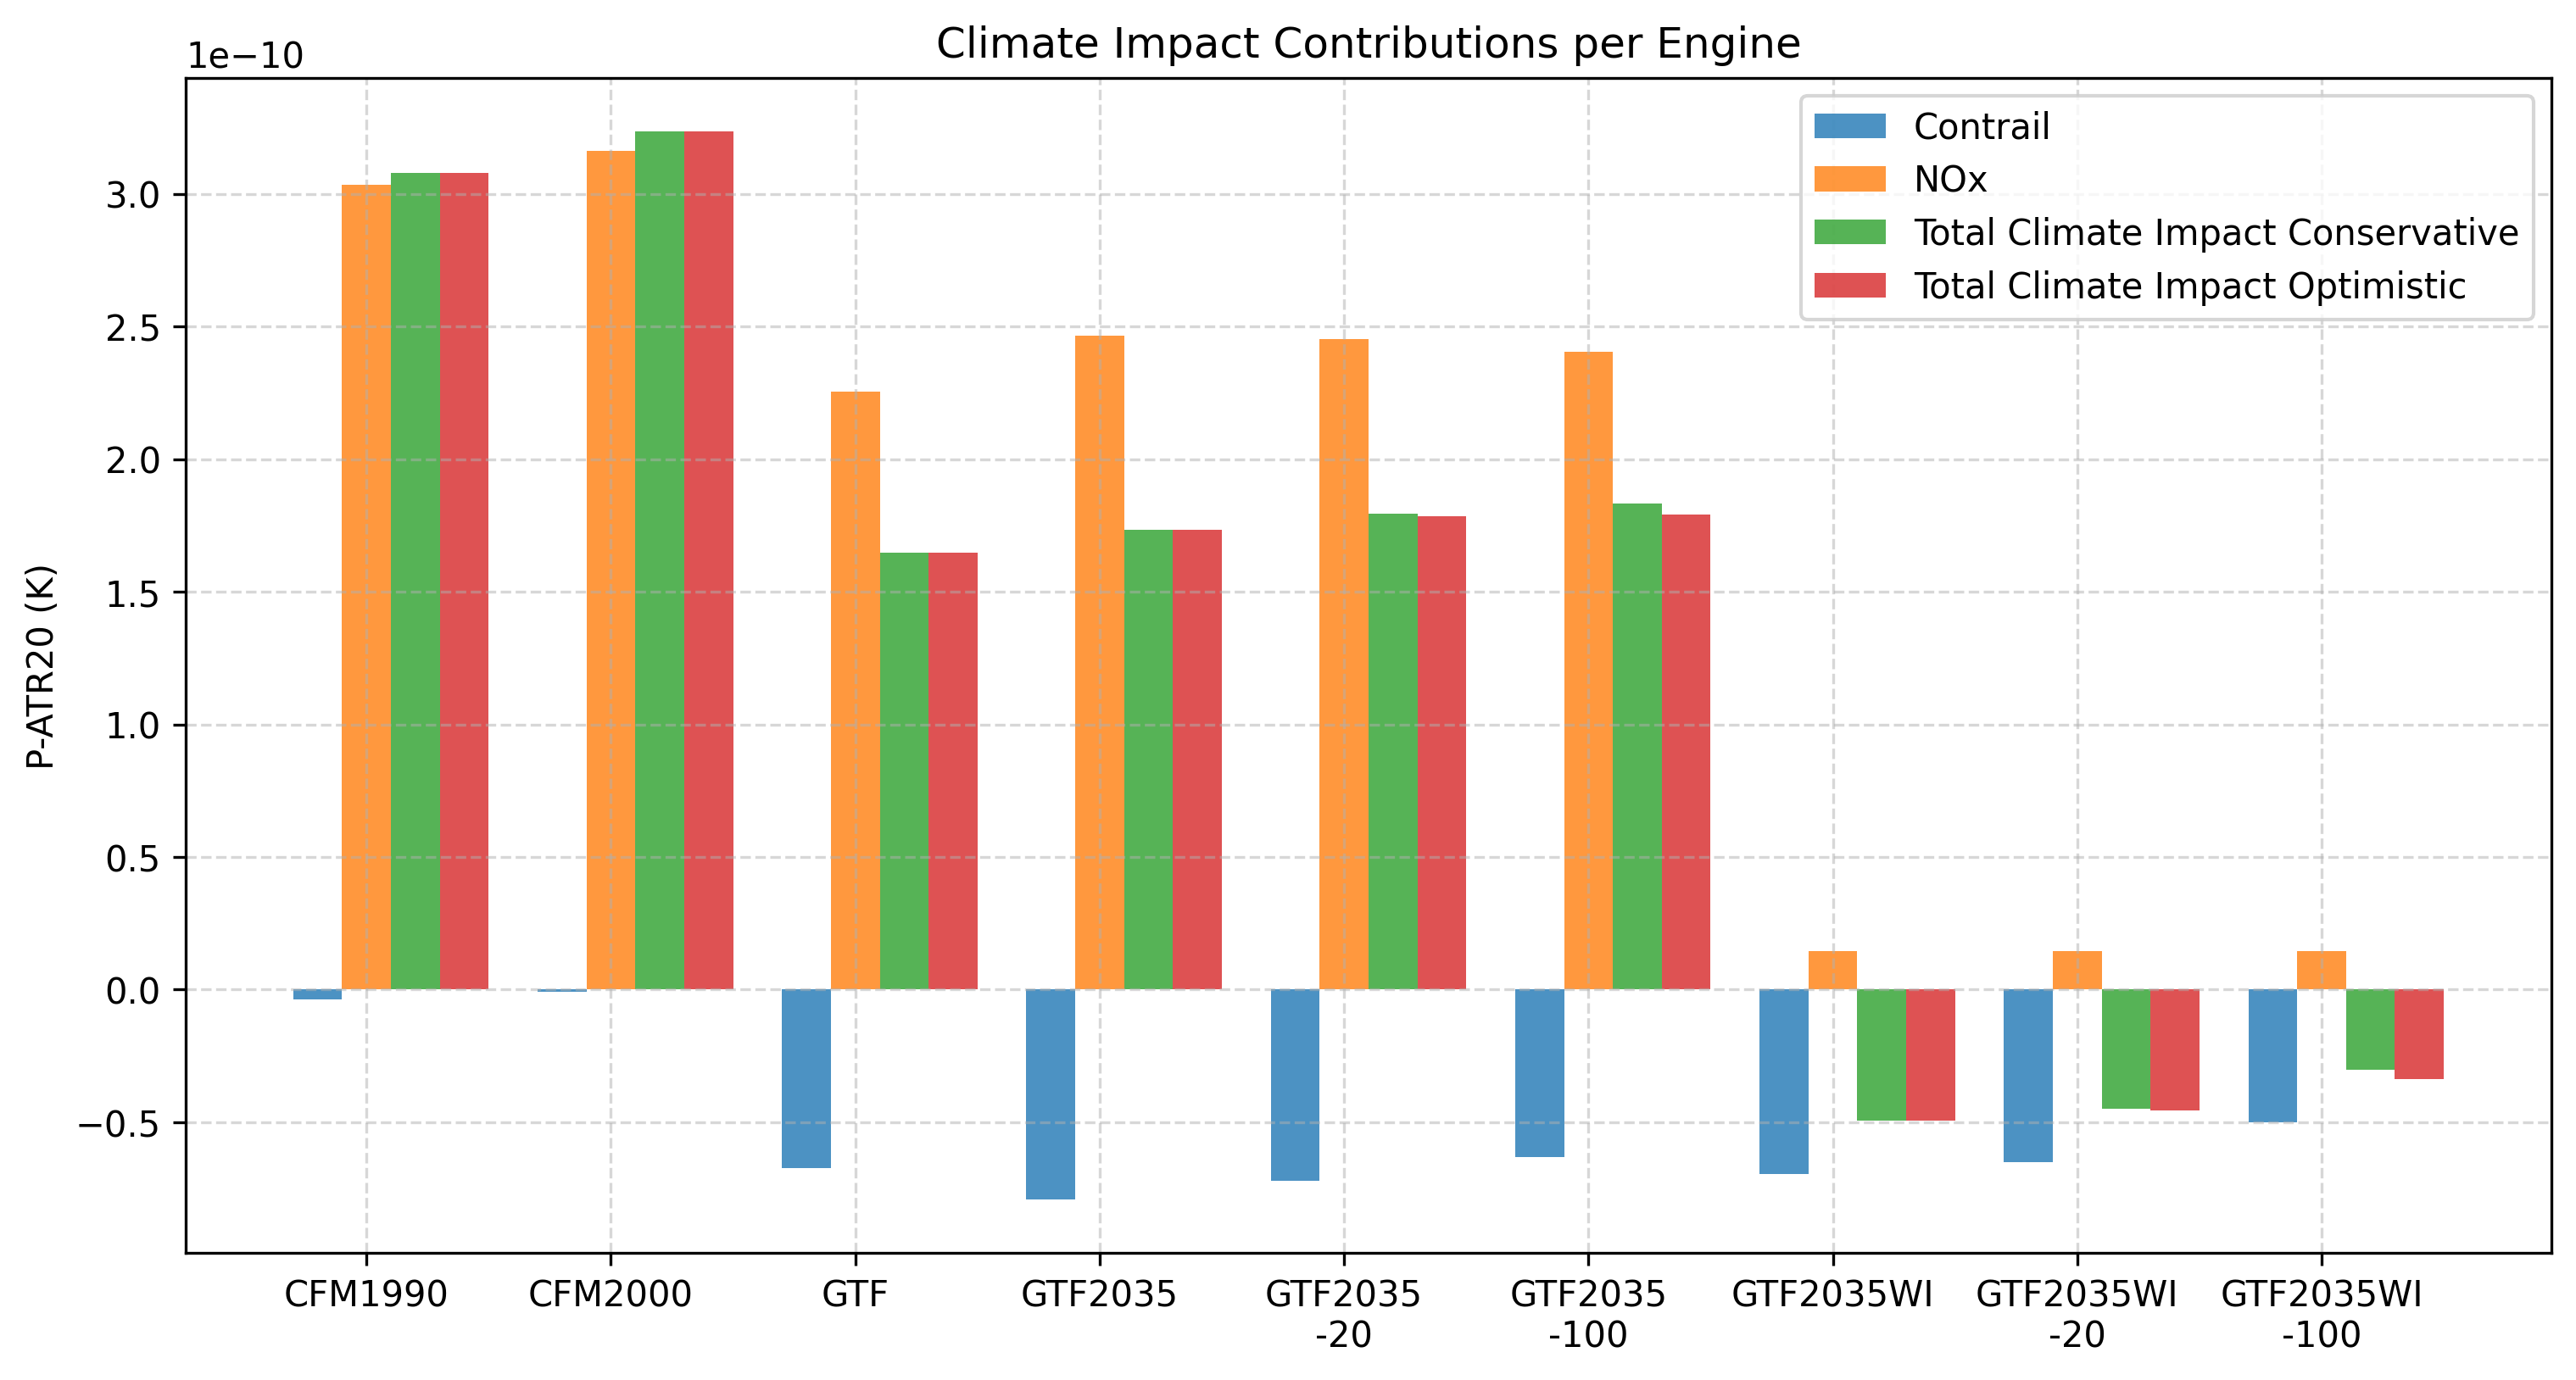 Climate Impact Contributions per Engine
1e−10
Contrail
NOx
Total Climate Impact Conservative
Total Climate Impact Optimistic
3.0
2.5
2.0
1.5
1.0
0.5
0.0
−0.5
P-ATR20 (K)
CFM1990 CFM2000 GTF GTF2035 GTF2035 GTF2035 GTF2035WI GTF2035WI GTF2035WI
-20 -100 -20 -100